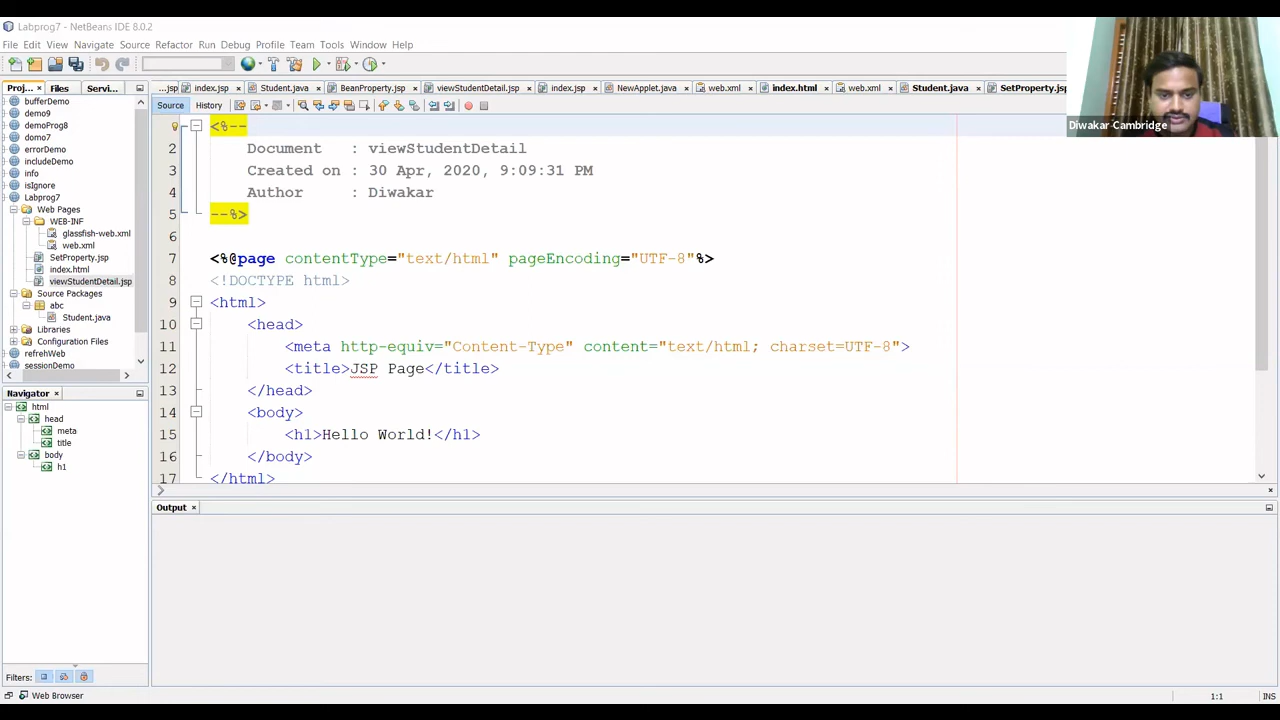 Labprog7 - NetBeans IDE 8.0.2
File Edit View Navigate Source Refactor Run Debug Profile Team Tools Window Help
Proj... × Files Servi...
...jsp index.jsp × Student.java × BeanProperty.jsp × viewStudentDetail.jsp × index.jsp × NewApplet.java × web.xml × index.html × web.xml × Student.java × SetProperty.jsp
Source History
Diwakar Cambridge
bufferDemo
demo9
demoProg8
domo7
errorDemo
includeDemo
info
isIgnore
Labprog7
Web Pages
WEB-INF
glassfish-web.xml
web.xml
SetProperty.jsp
index.html
viewStudentDetail.jsp
Source Packages
abc
Student.java
Libraries
Configuration Files
refrehWeb
sessionDemo
<%--
2 Document : viewStudentDetail
3 Created on : 30 Apr, 2020, 9:09:31 PM
4 Author : Diwakar
5 --%>
6
7 <%@page contentType="text/html" pageEncoding="UTF-8"%>
8 <!DOCTYPE html>
9 <html>
10 <head>
11 <meta http-equiv="Content-Type" content="text/html; charset=UTF-8">
12 <title>JSP Page</title>
13 </head>
14 <body>
15 <h1>Hello World!</h1>
16 </body>
17 </html>
Navigator ×
html
head
meta
title
body
h1
Output ×
Filters:
Web Browser
1:1 INS